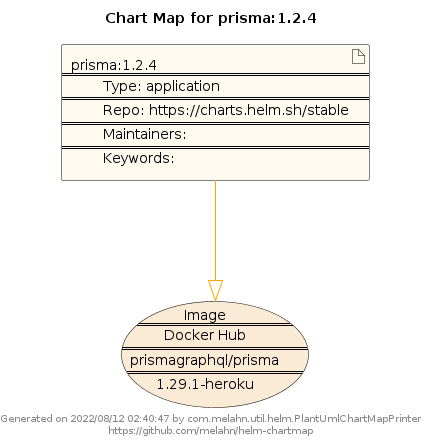 Chart Map for prisma:1.2.4
prisma:1.2.4
Type: application
Repo: https://charts.helm.sh/stable
Maintainers:
Keywords:
Image
Docker Hub
prismagraphql/prisma
1.29.1-heroku
Generated on 2022/08/12 02:40:47 by com.melahn.util.helm.PlantUmlChartMapPrinter
https://github.com/melahn/helm-chartmap